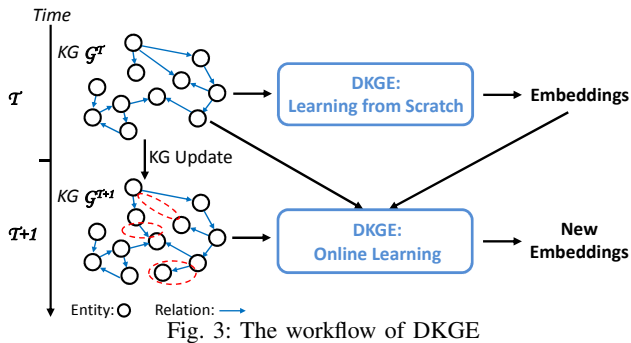 Time
KG 𝓖^𝓣
𝓣
DKGE:
Learning from Scratch
Embeddings
KG Update
KG 𝓖^𝓣+1
𝓣+1
DKGE:
Online Learning
New
Embeddings
Entity:
Relation:
Fig. 3: The workflow of DKGE